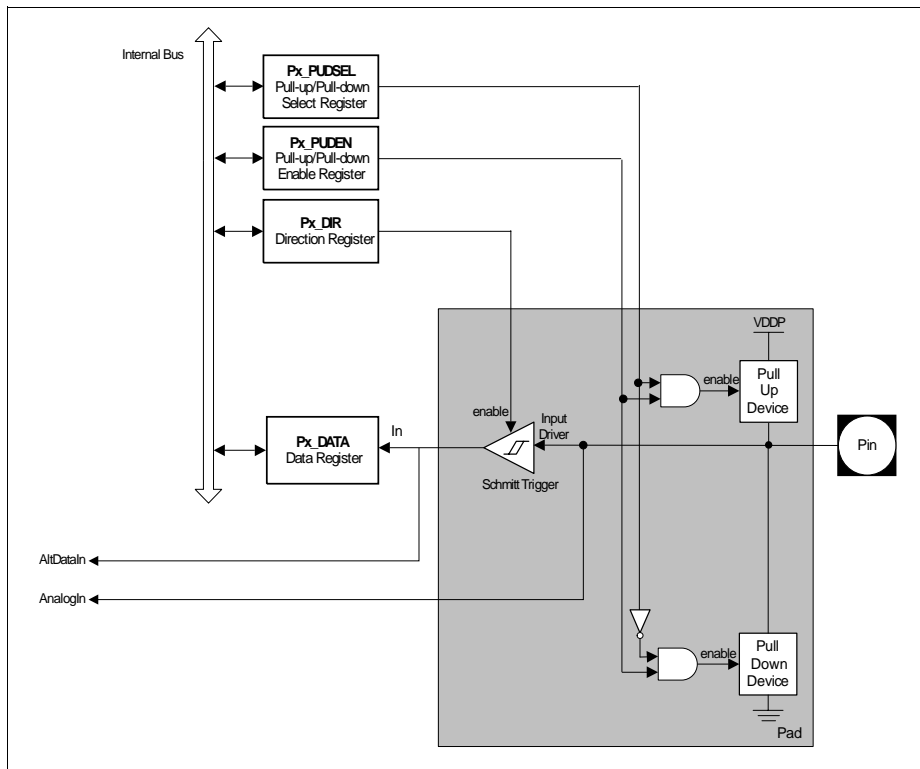 Internal Bus
Px_PUDSEL
Pull-up/Pull-down
Select Register
Px_PUDEN
Pull-up/Pull-down
Enable Register
Px_DIR
Direction Register
VDDP
Pull
Up
Device
enable
enable
Input
Driver
In
Px_DATA
Data Register
Schmitt Trigger
Pin
AltDataIn
AnalogIn
enable
Pull
Down
Device
Pad